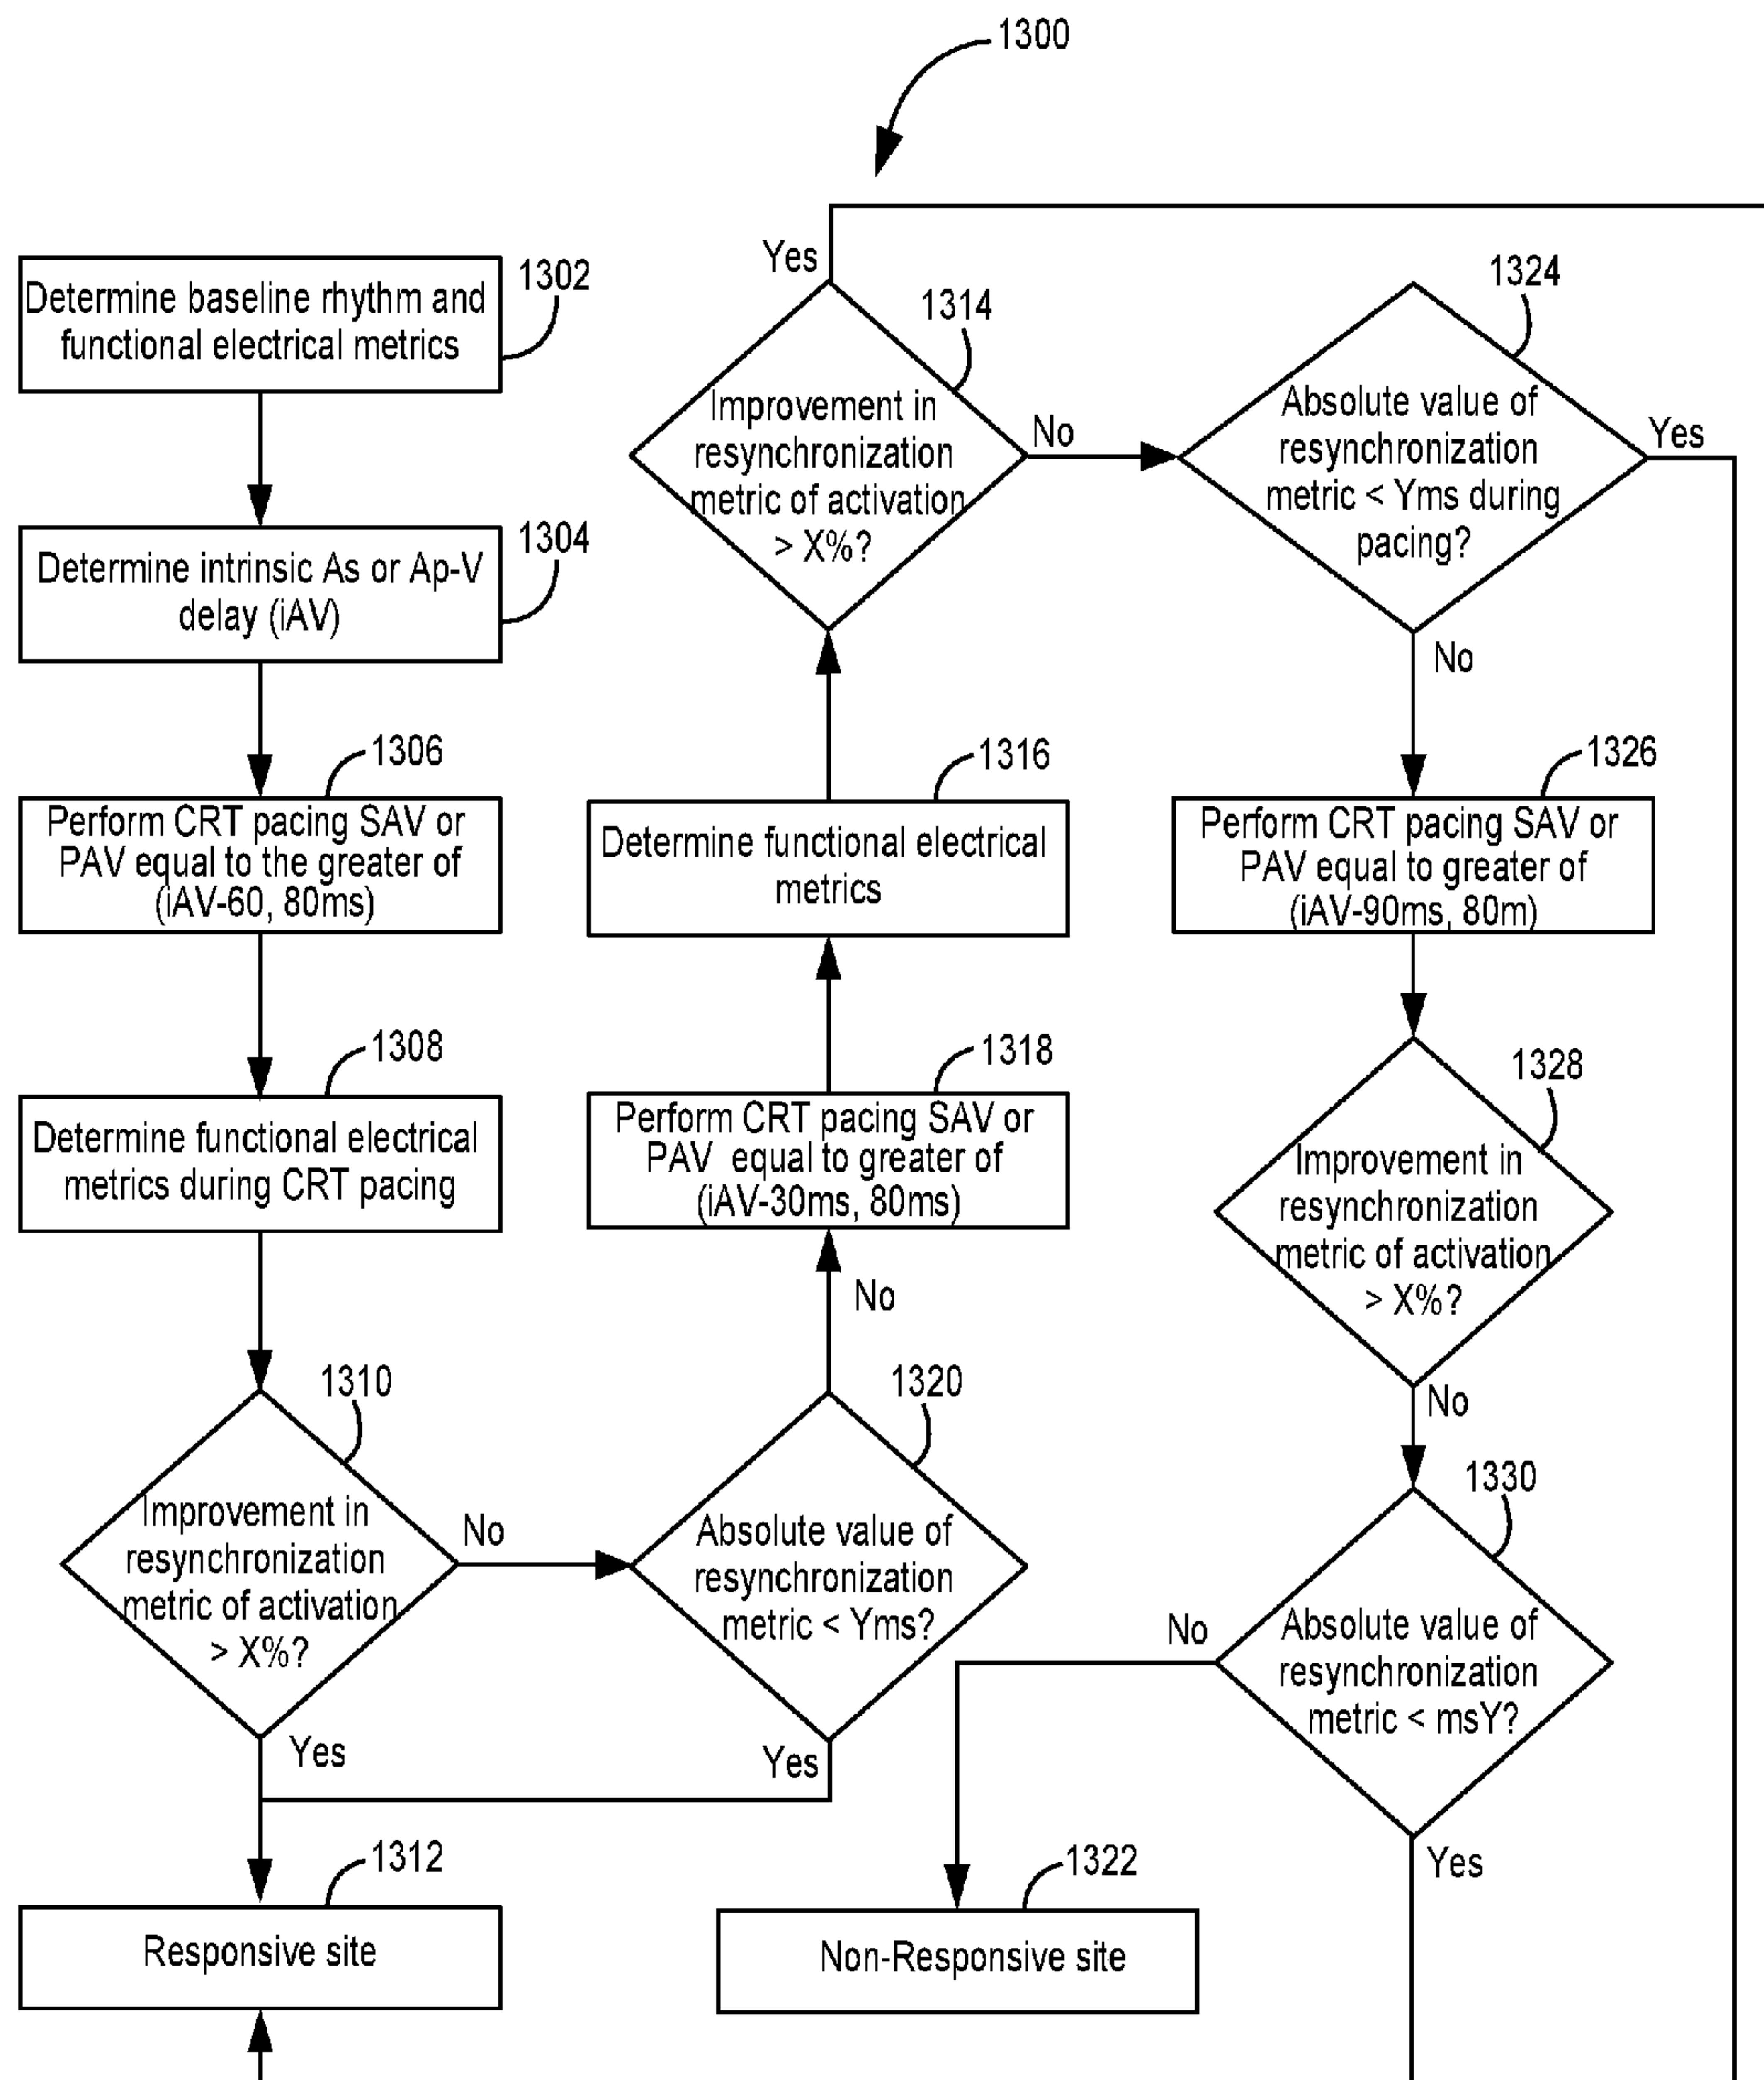 1300
1302
Determine baseline rhythm and
functional electrical metrics
1304
Determine intrinsic As or Ap-V
delay (iAV)
1306
Perform CRT pacing SAV or
PAV equal to the greater of
(iAV-60, 80ms)
1308
Determine functional electrical
metrics during CRT pacing
1310
Improvement in
resynchronization
metric of activation
> X%?
No
Yes
1312
Responsive site
1320
Absolute value of
resynchronization
metric < Yms?
No
Yes
1318
Perform CRT pacing SAV or
PAV equal to greater of
(iAV-30ms, 80ms)
1316
Determine functional electrical
metrics
1314
Improvement in
resynchronization
metric of activation
> X%?
Yes
No
1324
Absolute value of
resynchronization
metric < Yms during
pacing?
Yes
No
1326
Perform CRT pacing SAV or
PAV equal to greater of
(iAV-90ms, 80m)
1328
Improvement in
resynchronization
metric of activation
> X%?
No
1330
Absolute value of
resynchronization
metric < msY?
No
Yes
1322
Non-Responsive site